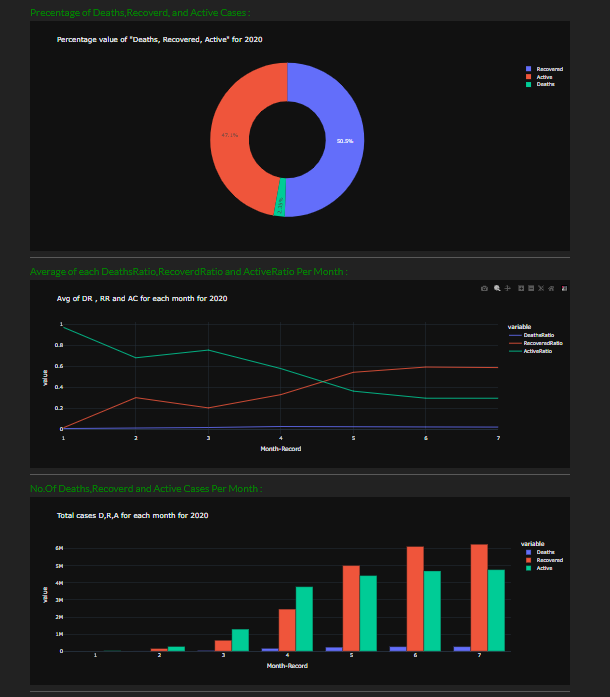 Precentage of Deaths,Recoverd, and Active Cases :
Percentage value of "Deaths, Recovered, Active" for 2020
Recovered
Active
Deaths
50.5%
Average of each DeathsRatio,RecoverdRatio and ActiveRatio Per Month :
Avg of DR , RR and AC for each month for 2020
variable
DeathsRatio
RecoveredRatio
ActiveRatio
value
1
0.8
0.6
0.4
0.2
0
1 2 3 4 5 6 7
Month-Record
No.Of Deaths,Recoverd and Active Cases Per Month :
Total cases D,R,A for each month for 2020
variable
Deaths
Recovered
Active
value
6M
5M
4M
3M
2M
1M
0
1 2 3 4 5 6 7
Month-Record